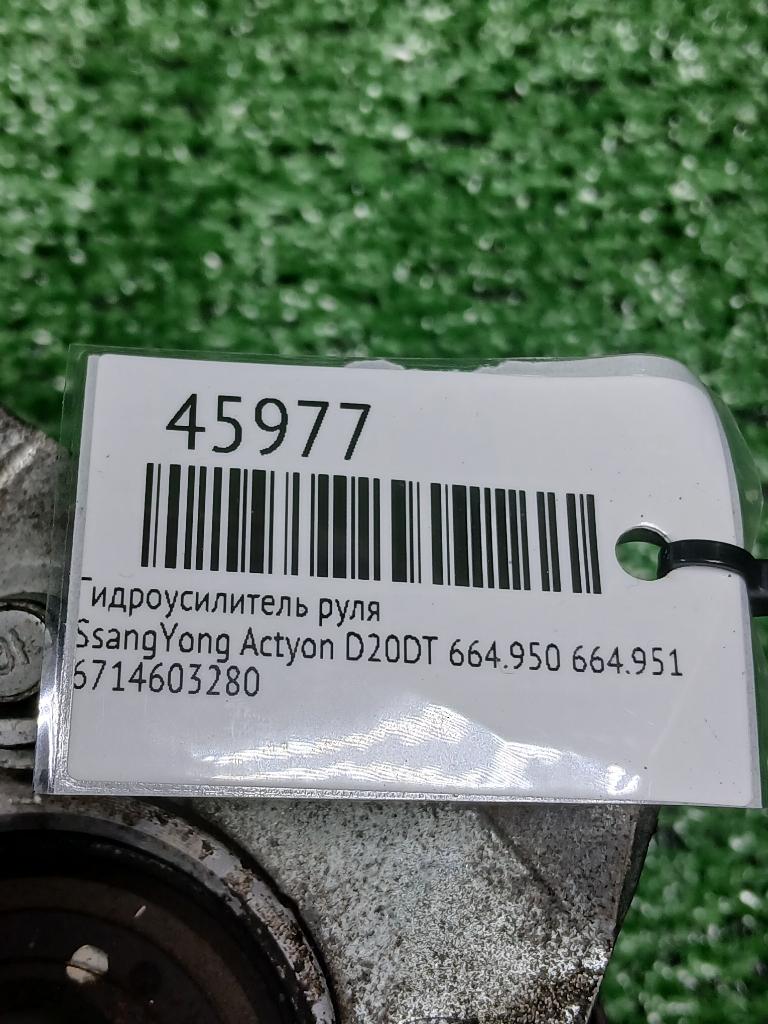 45977
Гидроусилитель руля
SsangYong Actyon D20DT 664.950 664.951
6714603280